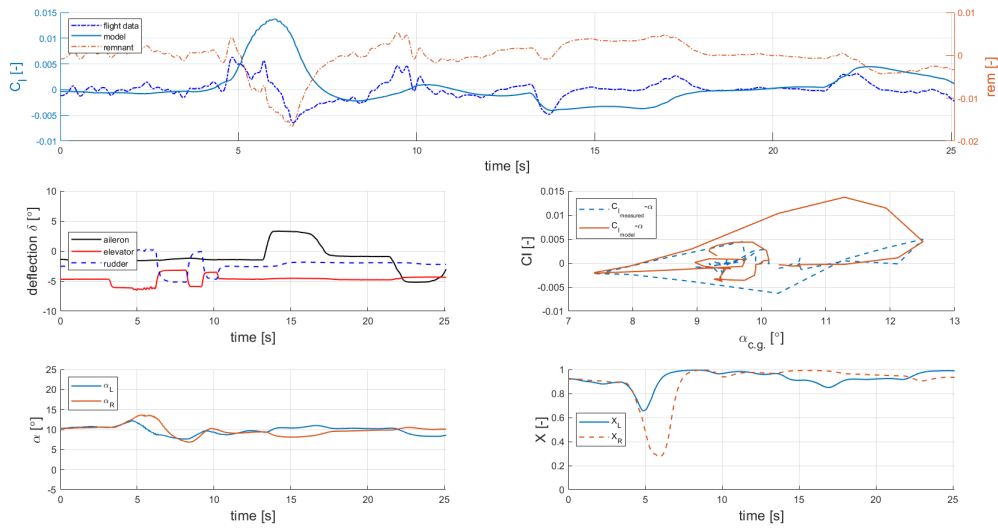 0.015
0.01
0.005
0
-0.005
-0.01
C_l [-]
flight data
model
remnant
0.01
0
-0.01
-0.02
rem [-]
0 5 10 15 20 25
time [s]
10
5
0
-5
-10
deflection δ [°]
aileron
elevator
rudder
0 5 10 15 20 25
time [s]
0.015
0.01
0.005
0
-0.005
-0.01
Cl [-]
C_l_measured -α
C_l_model -α
7 8 9 10 11 12 13
α_c.g. [°]
25
20
15
10
5
0
-5
α [°]
α_L
α_R
0 5 10 15 20 25
time [s]
1
0.8
0.6
0.4
0.2
0
X [-]
X_L
X_R
0 5 10 15 20 25
time [s]